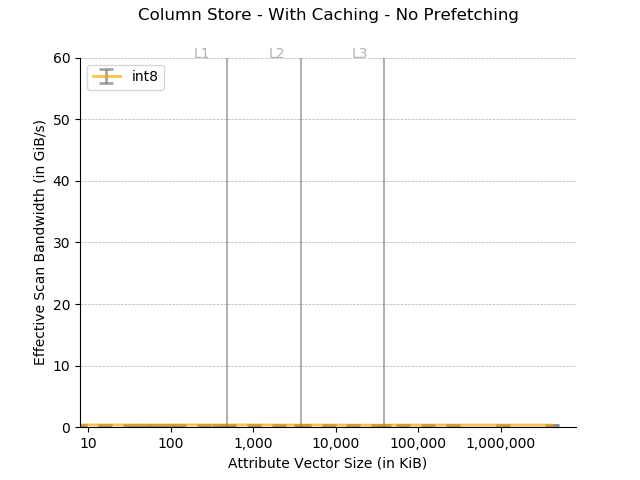 Column Store - With Caching - No Prefetching
L1 L2 L3
int8
60
50
40
30
20
10
0
Effective Scan Bandwidth (in GiB/s)
10 100 1,000 10,000 100,000 1,000,000
Attribute Vector Size (in KiB)